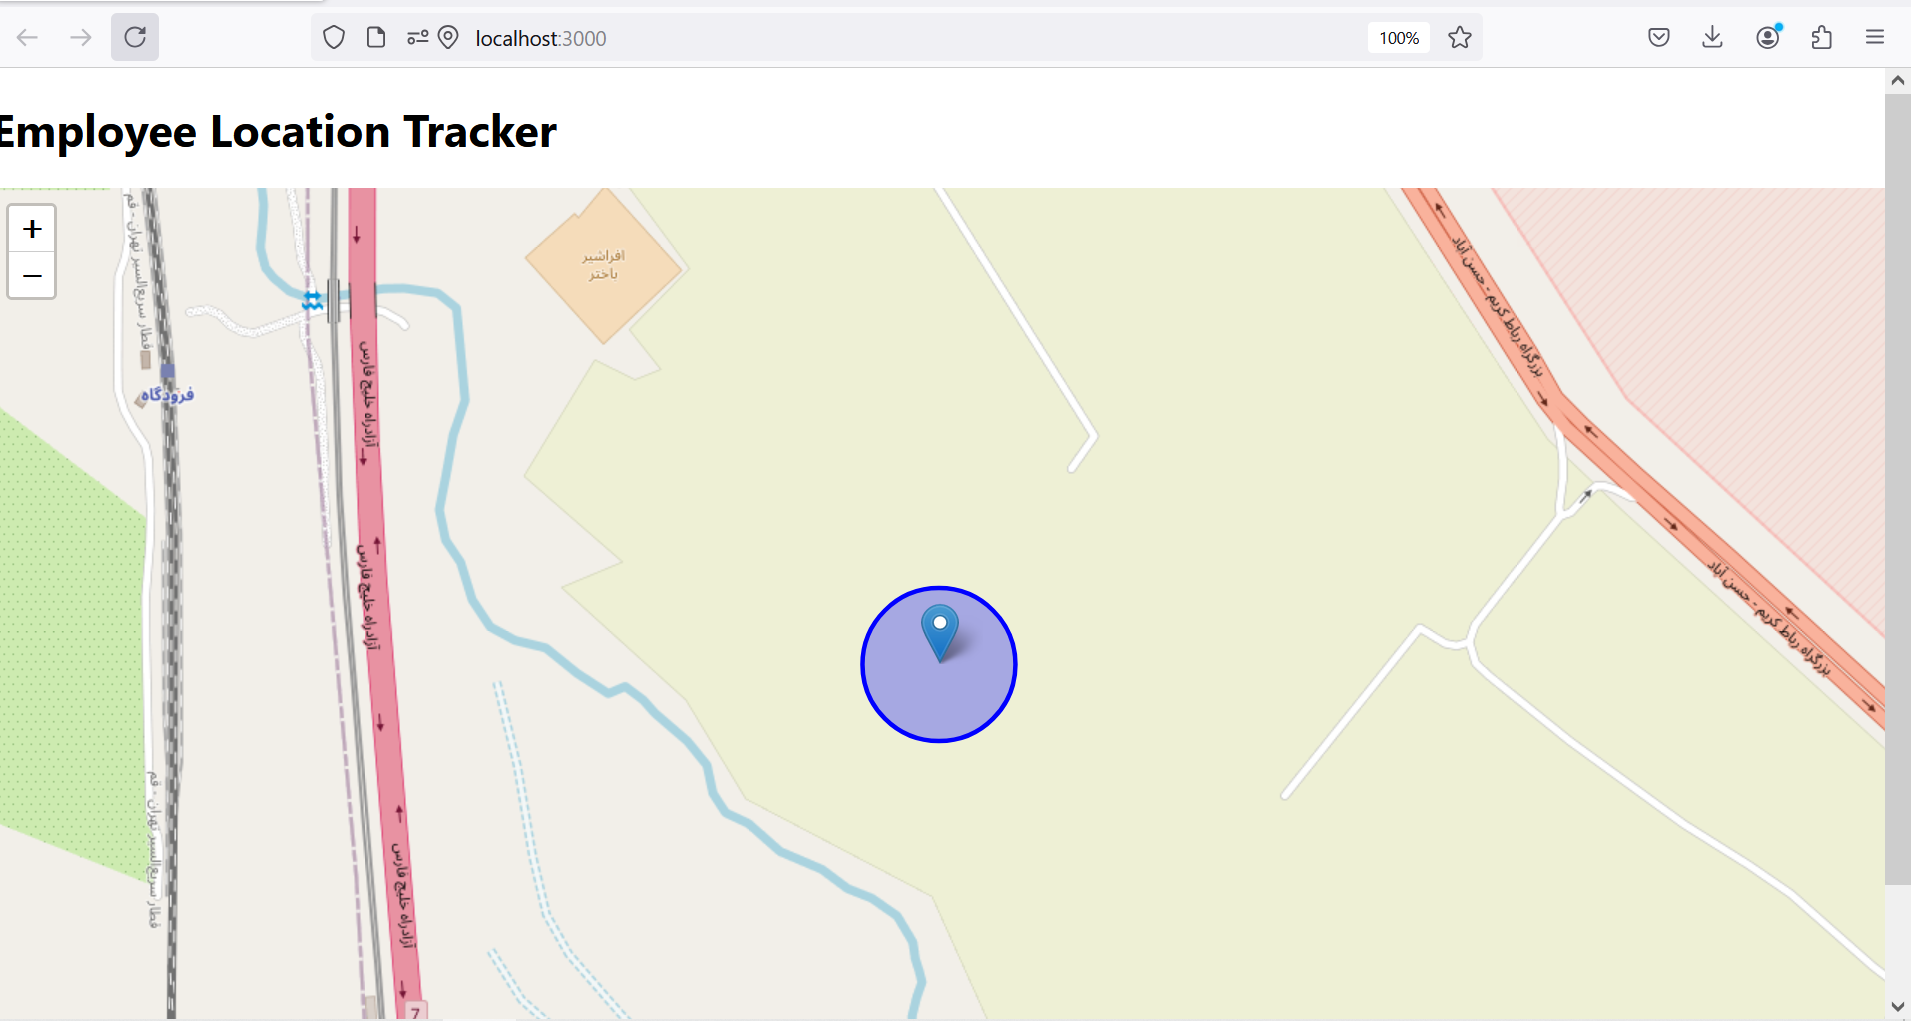 localhost:3000
100%
Employee Location Tracker
+
−
افراشیر
باختر
قطار سریع‌السیر تهران - قم
فرودگاه
آزادراه خلیج فارس
آزادراه خلیج فارس
آزادراه خلیج فارس
قطار سریع‌السیر تهران - قم
بزرگراه رباط کریم - حسن آباد
بزرگراه رباط کریم - حسن آباد
7